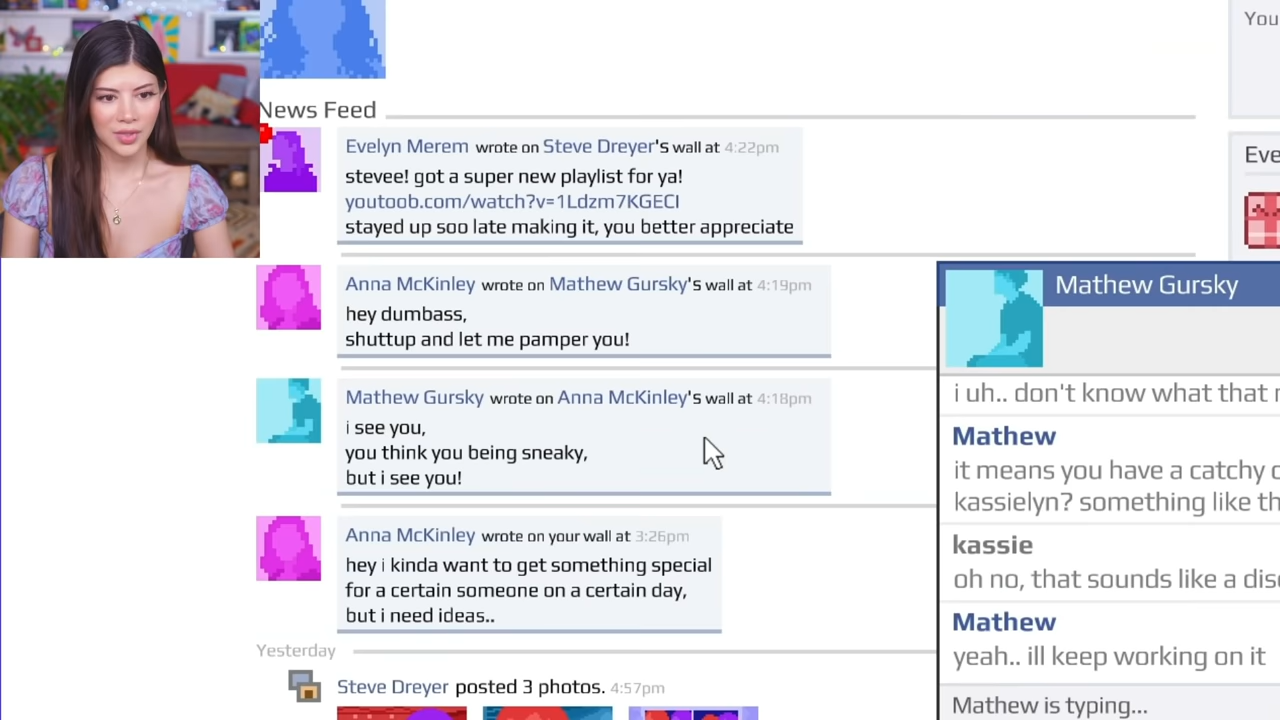 You
News Feed
Evelyn Merem wrote on Steve Dreyer's wall at 4:22pm
stevee! got a super new playlist for ya!
youtoob.com/watch?v=1Ldzm7KGECI
stayed up soo late making it, you better appreciate
Eve
Anna McKinley wrote on Mathew Gursky's wall at 4:19pm
hey dumbass,
shuttup and let me pamper you!
Mathew Gursky wrote on Anna McKinley's wall at 4:18pm
i see you,
you think you being sneaky,
but i see you!
Anna McKinley wrote on your wall at 3:26pm
hey i kinda want to get something special
for a certain someone on a certain day,
but i need ideas..
Yesterday
Steve Dreyer posted 3 photos. 4:57pm
Mathew Gursky
i uh.. don't know what that
Mathew
it means you have a catchy
kassielyn? something like
kassie
oh no, that sounds like a
Mathew
yeah.. ill keep working on it
Mathew is typing...